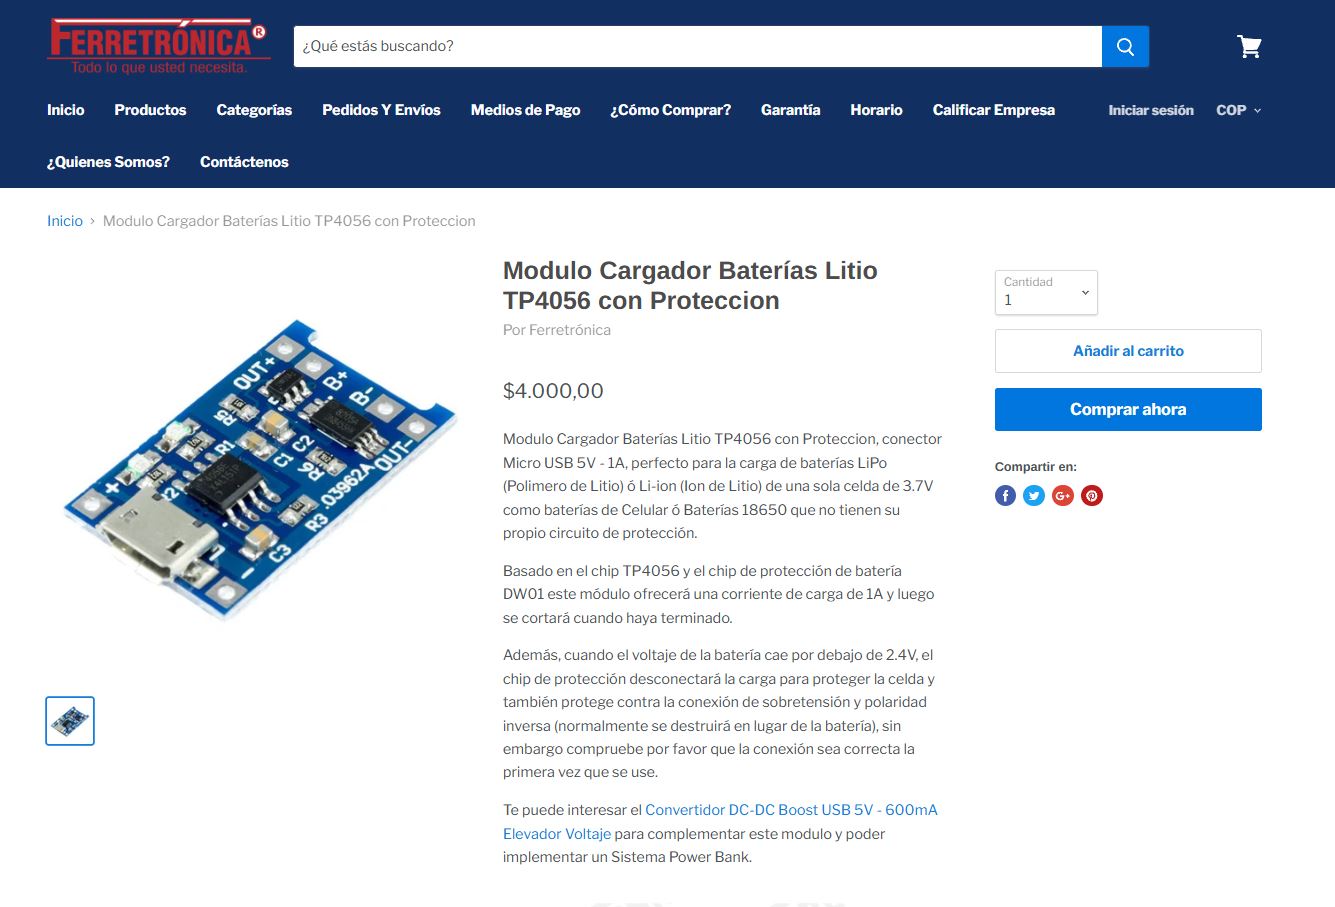 FERRETRÓNICA®
Todo lo que usted necesita.
¿Qué estás buscando?
Inicio
Productos
Categorías
Pedidos Y Envíos
Medios de Pago
¿Cómo Comprar?
Garantía
Horario
Calificar Empresa
Iniciar sesión
COP
¿Quienes Somos?
Contáctenos
Inicio > Modulo Cargador Baterías Litio TP4056 con Proteccion
OUT+
B+
B-
OUT-
R5
R1
C1
C2
R6
03962A
R3
C3
+
-
Modulo Cargador Baterías Litio
TP4056 con Proteccion
Por Ferretrónica
$4.000,00
Modulo Cargador Baterías Litio TP4056 con Proteccion, conector
Micro USB 5V - 1A, perfecto para la carga de baterías LiPo
(Polimero de Litio) ó Li-ion (Ion de Litio) de una sola celda de 3.7V
como baterías de Celular ó Baterías 18650 que no tienen su
propio circuito de protección.
Basado en el chip TP4056 y el chip de protección de batería
DW01 este módulo ofrecerá una corriente de carga de 1A y luego
se cortará cuando haya terminado.
Además, cuando el voltaje de la batería cae por debajo de 2.4V, el
chip de protección desconectará la carga para proteger la celda y
también protege contra la conexión de sobretensión y polaridad
inversa (normalmente se destruirá en lugar de la batería), sin
embargo compruebe por favor que la conexión sea correcta la
primera vez que se use.
Te puede interesar el Convertidor DC-DC Boost USB 5V - 600mA
Elevador Voltaje para complementar este modulo y poder
implementar un Sistema Power Bank.
Cantidad
1
Añadir al carrito
Comprar ahora
Compartir en: